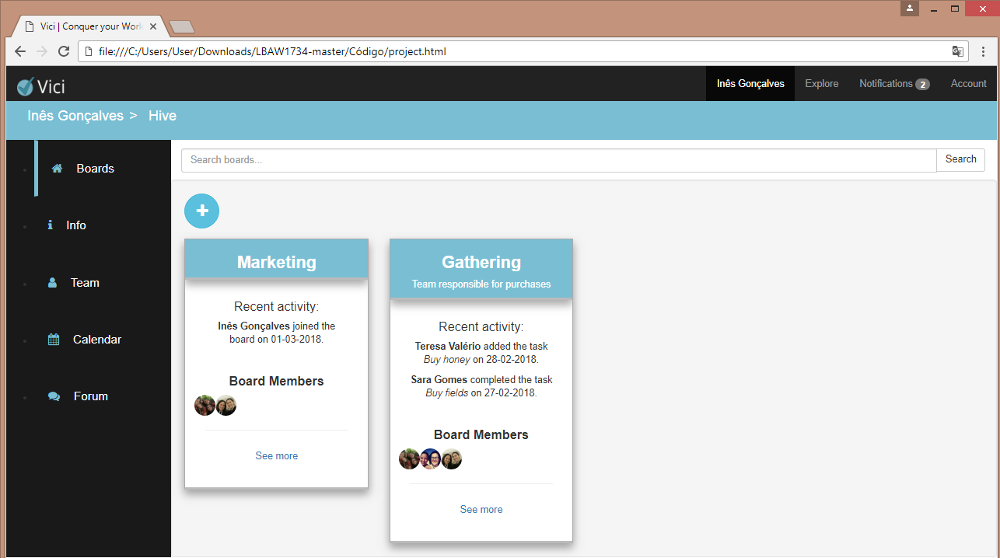 Vici | Conquer your Worl
file:///C:/Users/User/Downloads/LBAW1734-master/Código/project.html
Vici
Inês Gonçalves
Explore
Notifications 2
Account
Inês Gonçalves > Hive
Boards
Info
Team
Calendar
Forum
Search boards...
Search
Marketing
Recent activity:
Inês Gonçalves joined the
board on 01-03-2018.
Board Members
See more
Gathering
Team responsible for purchases
Recent activity:
Teresa Valério added the task
Buy honey on 28-02-2018.
Sara Gomes completed the task
Buy fields on 27-02-2018.
Board Members
See more